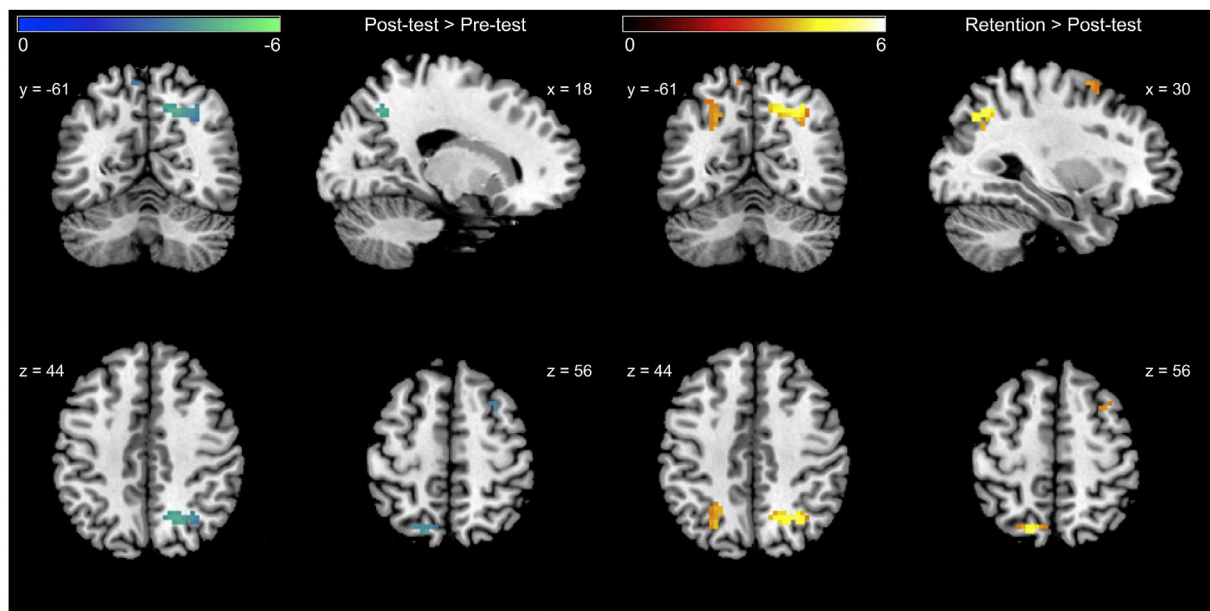 Post-test > Pre-test
Retention > Post-test
0
-6
0
6
y = -61
x = 18
y = -61
x = 30
z = 44
z = 56
z = 44
z = 56